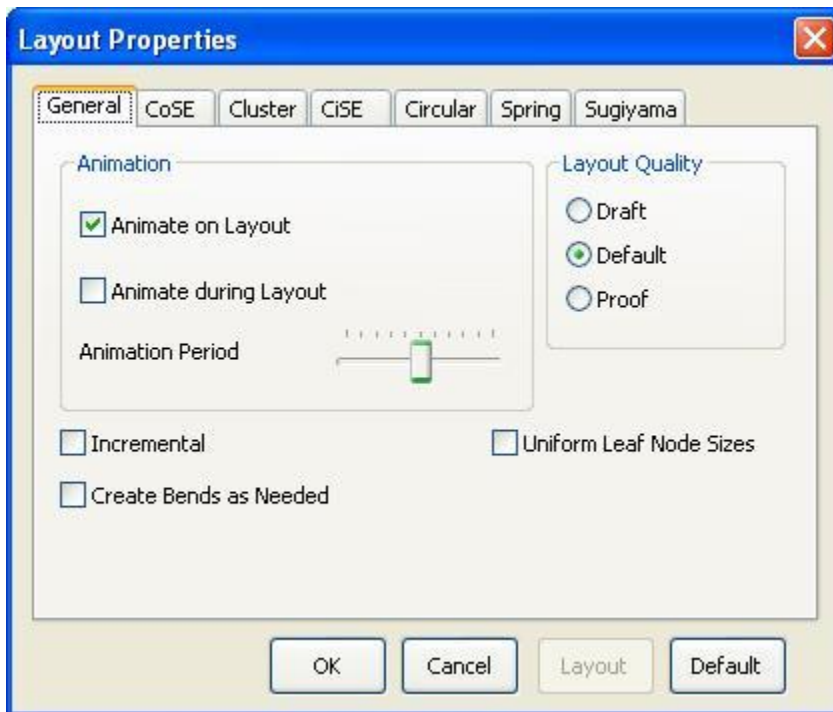 Layout Properties
General CoSE Cluster CiSE Circular Spring Sugiyama
Animation
Animate on Layout
Animate during Layout
Animation Period
Layout Quality
Draft
Default
Proof
Incremental
Uniform Leaf Node Sizes
Create Bends as Needed
OK Cancel Layout Default